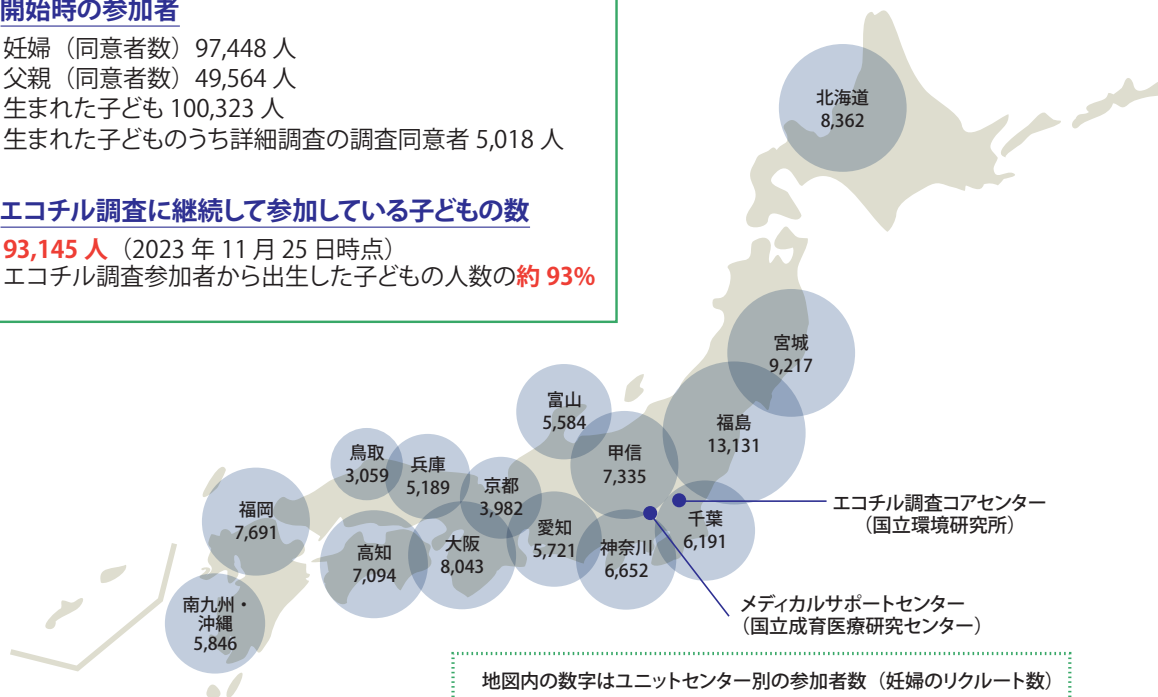 開始時の参加者
妊婦（同意者数）97,448 人
父親（同意者数）49,564 人
生まれた子ども 100,323 人
生まれた子どものうち詳細調査の調査同意者 5,018 人
エコチル調査に継続して参加している子どもの数
93,145 人（2023 年 11 月 25 日時点）
エコチル調査参加者から出生した子どもの人数の約 93%
北海道
8,362
宮城
9,217
福島
13,131
富山
5,584
甲信
7,335
鳥取
3,059
兵庫
5,189
京都
3,982
福岡
7,691
愛知
5,721
千葉
6,191
神奈川
6,652
大阪
8,043
高知
7,094
南九州・
沖縄
5,846
エコチル調査コアセンター
（国立環境研究所）
メディカルサポートセンター
（国立成育医療研究センター）
地図内の数字はユニットセンター別の参加者数（妊婦のリクルート数）